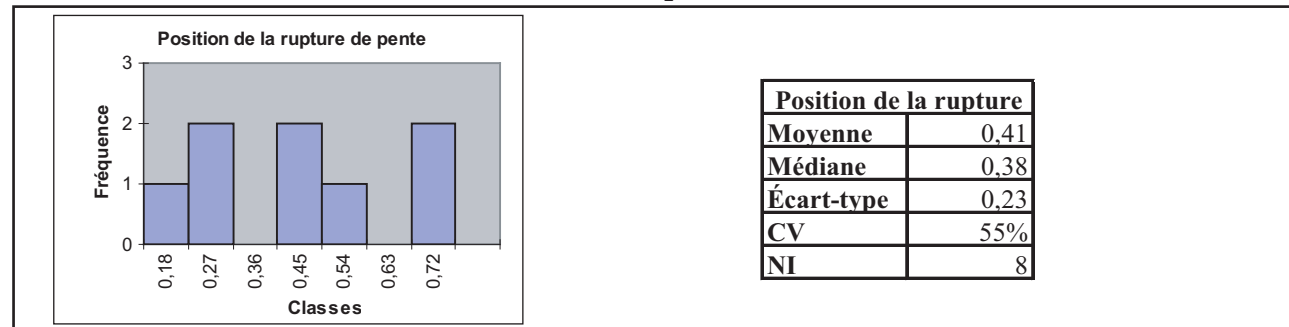 Position de la rupture de pente
3
2
1
0
Fréquence
0,18 0,27 0,36 0,45 0,54 0,63 0,72
Classes
Position de la rupture
Moyenne 0,41
Médiane 0,38
Écart-type 0,23
CV 55%
NI 8